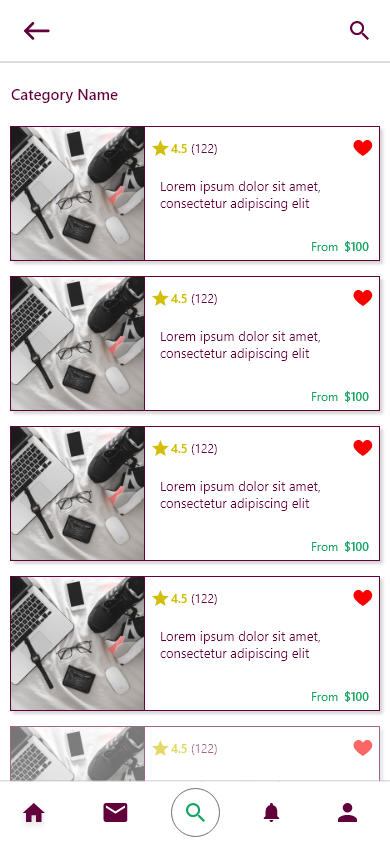 Category Name
4.5 (122)
Lorem ipsum dolor sit amet,
consectetur adipiscing elit
From $100
4.5 (122)
Lorem ipsum dolor sit amet,
consectetur adipiscing elit
From $100
4.5 (122)
Lorem ipsum dolor sit amet,
consectetur adipiscing elit
From $100
4.5 (122)
Lorem ipsum dolor sit amet,
consectetur adipiscing elit
From $100
4.5 (122)